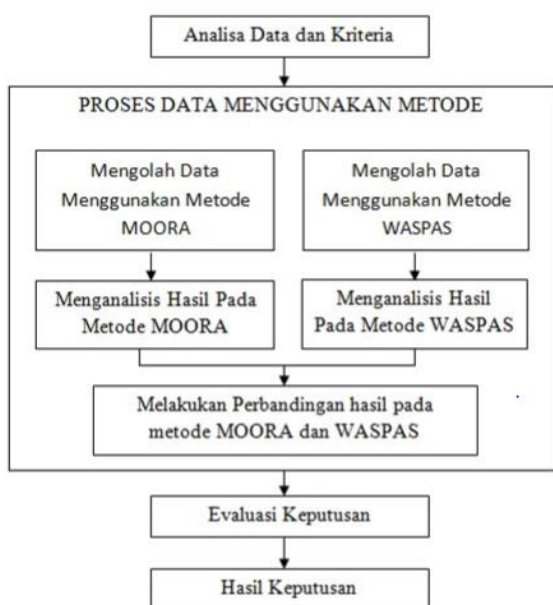 Analisa Data dan Kriteria
PROSES DATA MENGGUNAKAN METODE
Mengolah Data
Menggunakan Metode
MOORA
Mengolah Data
Menggunakan Metode
WASPAS
Menganalisis Hasil Pada
Metode MOORA
Menganalisis Hasil
Pada Metode WASPAS
Melakukan Perbandingan hasil pada
metode MOORA dan WASPAS
Evaluasi Keputusan
Hasil Keputusan